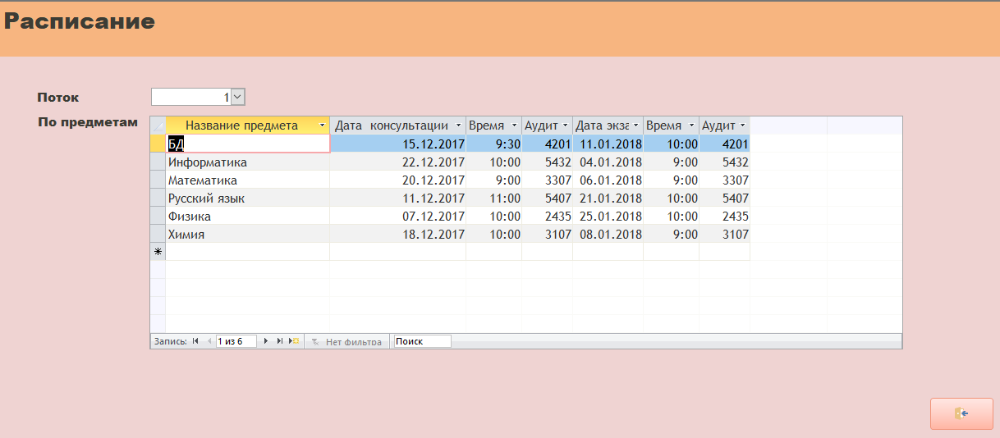 Расписание
Поток 1
По предметам
Название предмета Дата консультации Время Аудит Дата экза Время Аудит
БД 15.12.2017 9:30 4201 11.01.2018 10:00 4201
Информатика 22.12.2017 10:00 5432 04.01.2018 9:00 5432
Математика 20.12.2017 9:00 3307 06.01.2018 9:00 3307
Русский язык 11.12.2017 11:00 5407 21.01.2018 10:00 5407
Физика 07.12.2017 10:00 2435 25.01.2018 10:00 2435
Химия 18.12.2017 10:00 3107 08.01.2018 9:00 3107
Запись: 1 из 6 Нет фильтра Поиск